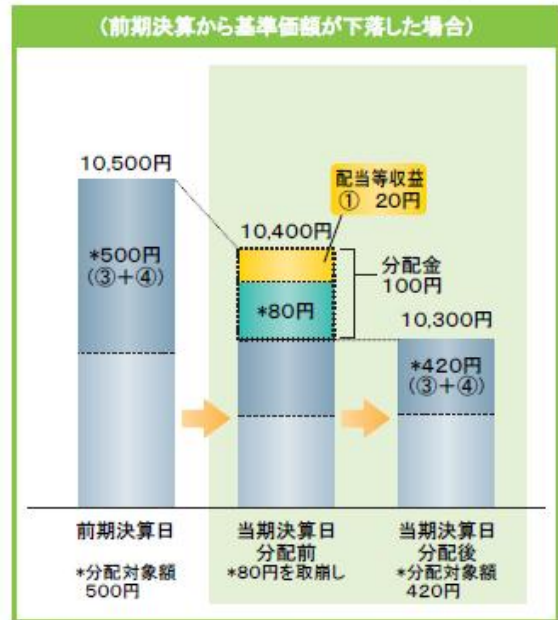 (前期決算から基準価額が下落した場合)
10,500円
*500円
(③+④)
配当等収益
① 20円
10,400円
*80円
分配金
100円
10,300円
*420円
(③+④)
前期決算日
*分配対象額
500円
当期決算日
分配前
*80円を取崩し
当期決算日
分配後
*分配対象額
420円